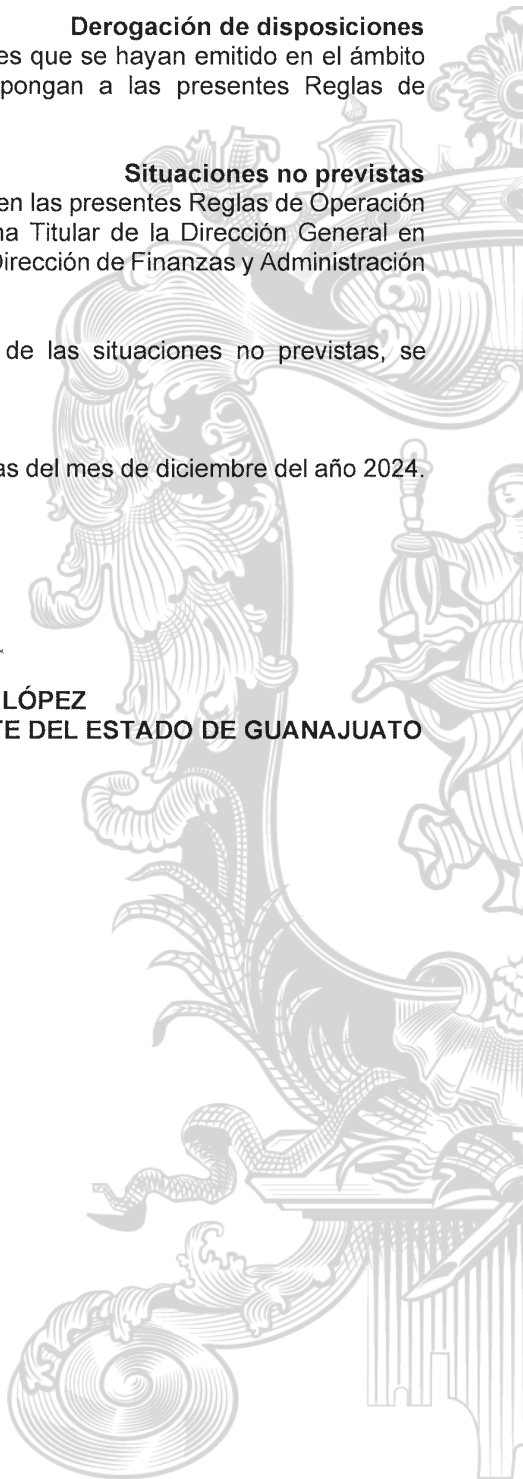 Derogación de disposiciones
es que se hayan emitido en el ámbito
pongan a las presentes Reglas de
Situaciones no previstas
en las presentes Reglas de Operación
na Titular de la Dirección General en
Dirección de Finanzas y Administración
de las situaciones no previstas, se
as del mes de diciembre del año 2024.
LÓPEZ
TE DEL ESTADO DE GUANAJUATO